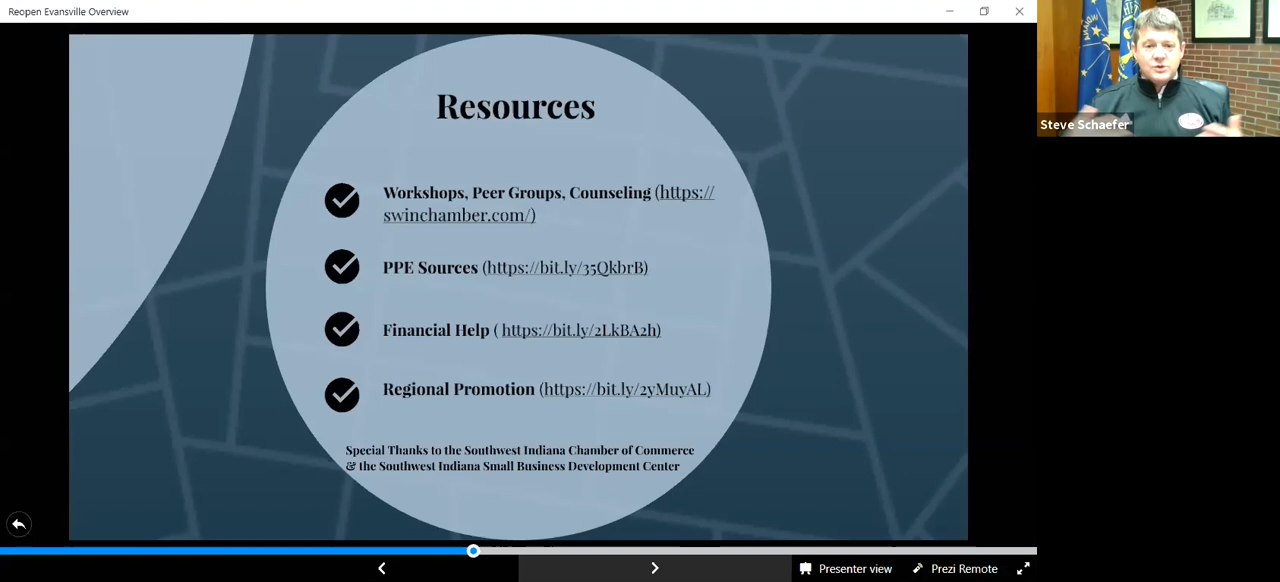 Reopen Evansville Overview
Resources
Workshops, Peer Groups, Counseling (https://
swinchamber.com/)
PPE Sources (https://bit.ly/35QkbrB)
Financial Help ( https://bit.ly/2LkBA2h)
Regional Promotion (https://bit.ly/2yMuyAL)
Special Thanks to the Southwest Indiana Chamber of Commerce
& the Southwest Indiana Small Business Development Center
INDIANA
Steve Schaefer
Presenter view
Prezi Remote